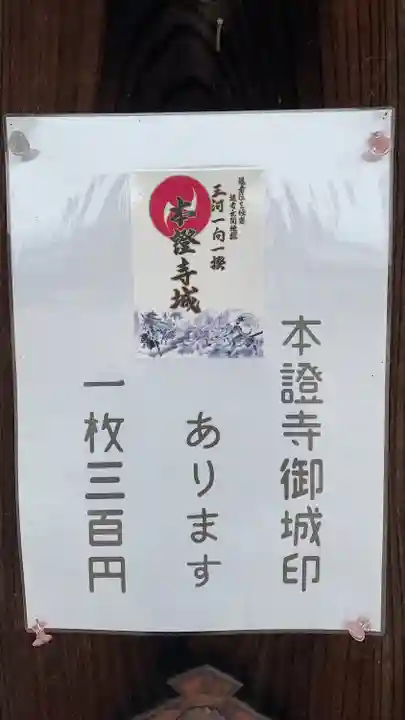 本證寺御城印
あります
一枚三百円
三河一向一揆
本證寺城